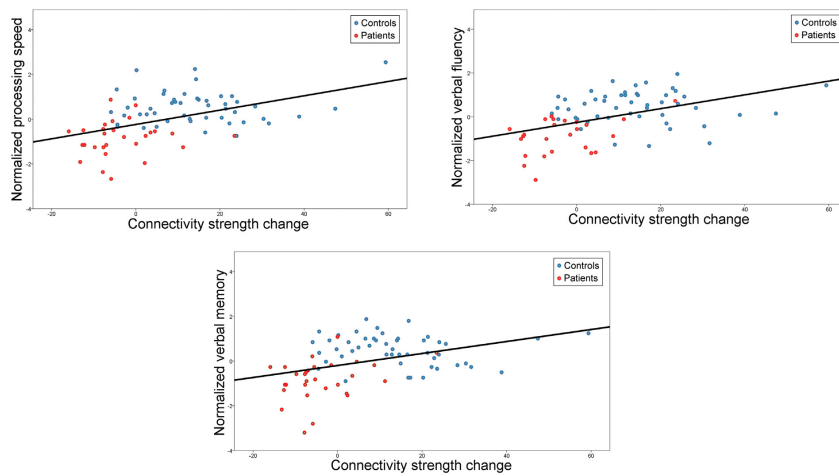 Normalized processing speed
4
2
0
-2
-4
-20
0
20
40
60
Connectivity strength change
Controls
Patients
Normalized verbal fluency
4
2
0
-2
-4
-20
0
20
40
60
Connectivity strength change
Controls
Patients
Normalized verbal memory
4
2
0
-2
-4
-20
0
20
40
60
Connectivity strength change
Controls
Patients